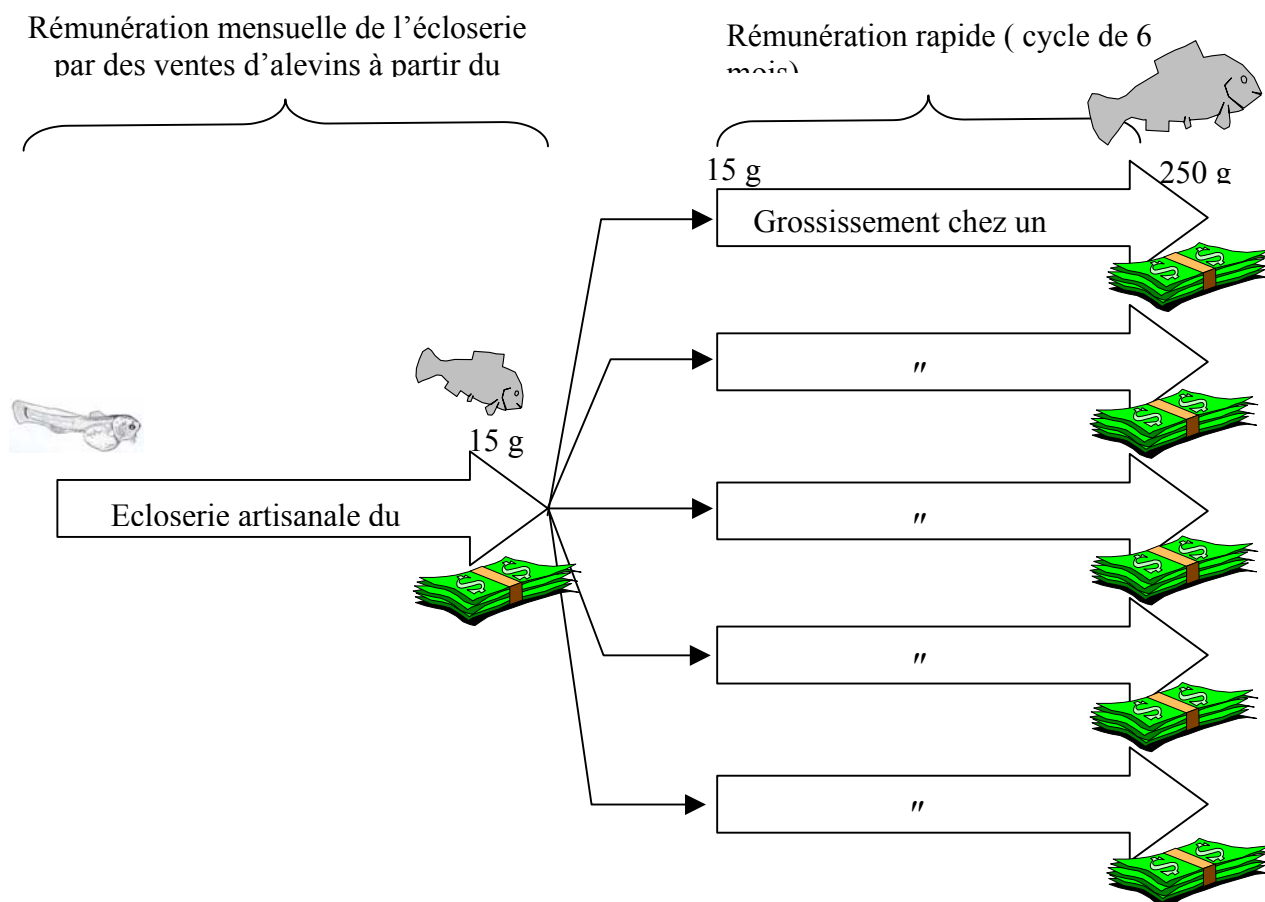 Rémunération mensuelle de l'écloserie
par des ventes d'alevins à partir du
Rémunération rapide ( cycle de 6
mois)
15 g
250 g
Grossissement chez un
"
15 g
Ecloserie artisanale du
"
"
"